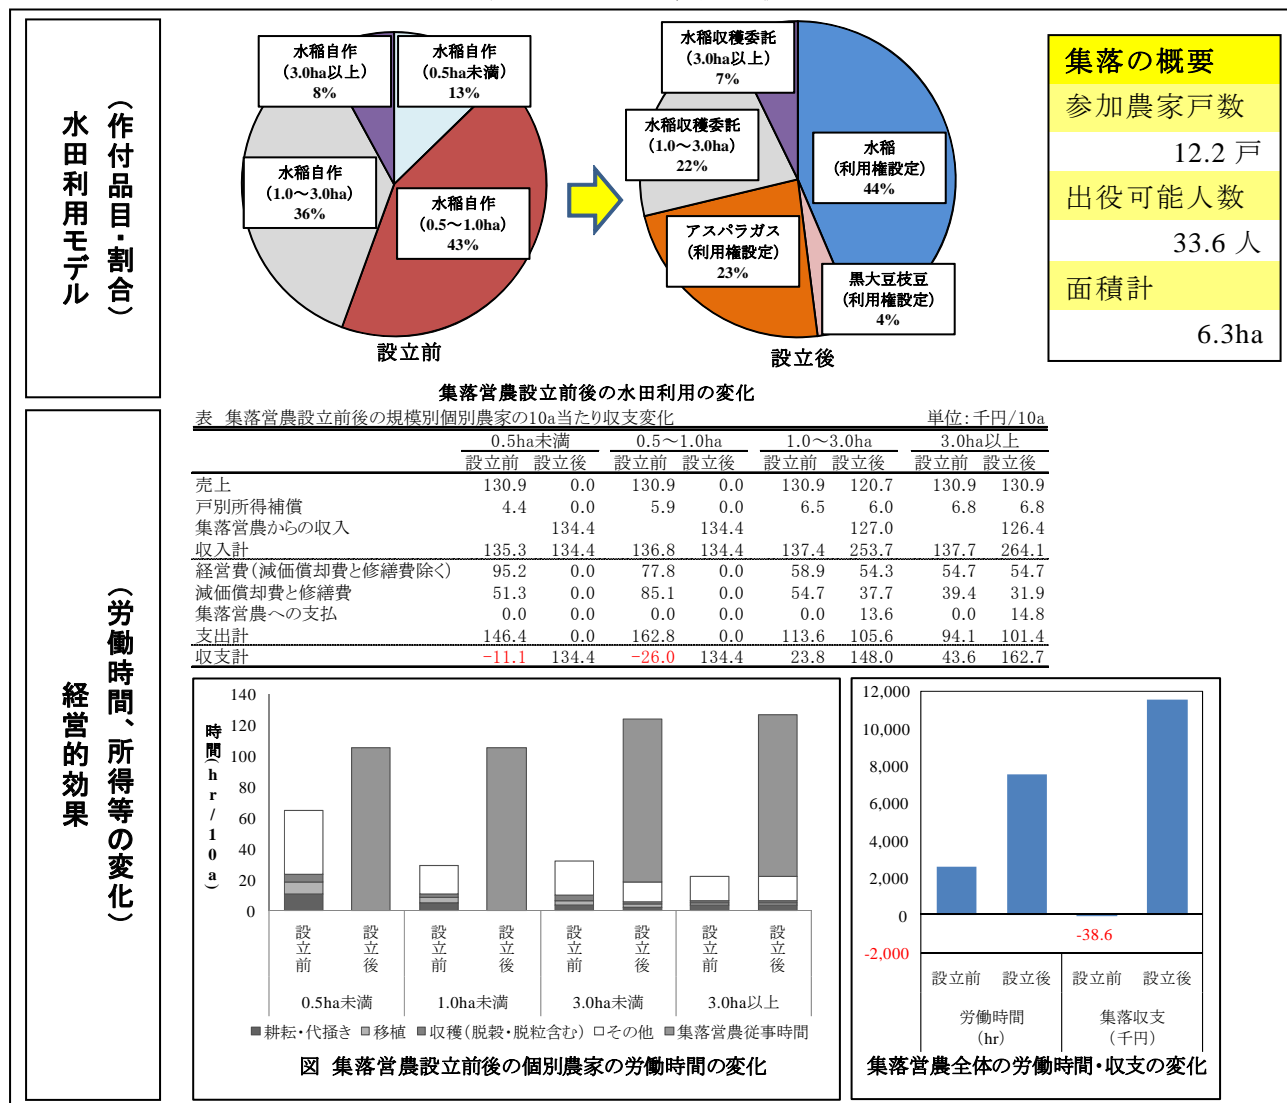 水田利用モデル
（作付品目・割合）
水稲自作
（3.0ha以上）
8%
水稲自作
（0.5ha未満）
13%
水稲自作
（1.0～3.0ha）
36%
水稲自作
（0.5～1.0ha）
43%
設立前
水稲収穫委託
（3.0ha以上）
7%
水稲収穫委託
（1.0～3.0ha）
22%
水稲
（利用権設定）
44%
アスパラガス
（利用権設定）
23%
黒大豆枝豆
（利用権設定）
4%
設立後
集落の概要
参加農家戸数
12.2 戸
出役可能人数
33.6 人
面積計
6.3ha
集落営農設立前後の水田利用の変化
経営的効果
（労働時間、所得等の変化）
表 集落営農設立前後の規模別個別農家の10a当たり収支変化 単位：千円/10a
0.5ha未満 0.5～1.0ha 1.0～3.0ha 3.0ha以上
設立前 設立後 設立前 設立後 設立前 設立後 設立前 設立後
売上 130.9 0.0 130.9 0.0 130.9 120.7 130.9 130.9
戸別所得補償 4.4 0.0 5.9 0.0 6.5 6.0 6.8 6.8
集落営農からの収入 134.4 134.4 127.0 126.4
収入計 135.3 134.4 136.8 134.4 137.4 253.7 137.7 264.1
経営費（減価償却費と修繕費除く） 95.2 0.0 77.8 0.0 58.9 54.3 54.7 54.7
減価償却費と修繕費 51.3 0.0 85.1 0.0 54.7 37.7 39.4 31.9
集落営農への支払 0.0 0.0 0.0 0.0 0.0 13.6 0.0 14.8
支出計 146.4 0.0 162.8 0.0 113.6 105.6 94.1 101.4
収支計 -11.1 134.4 -26.0 134.4 23.8 148.0 43.6 162.7
時間（hr/10a）
140
120
100
80
60
40
20
0
設立前 設立後 設立前 設立後 設立前 設立後 設立前 設立後
0.5ha未満 1.0ha未満 3.0ha未満 3.0ha以上
■耕耘・代掻き ■移植 ■収穫（脱穀・脱粒含む） □その他 ■集落営農従事時間
図 集落営農設立前後の個別農家の労働時間の変化
12,000
10,000
8,000
6,000
4,000
2,000
0
-2,000
-38.6
設立前 設立後 設立前 設立後
労働時間 集落収支
（hr） （千円）
集落営農全体の労働時間・収支の変化